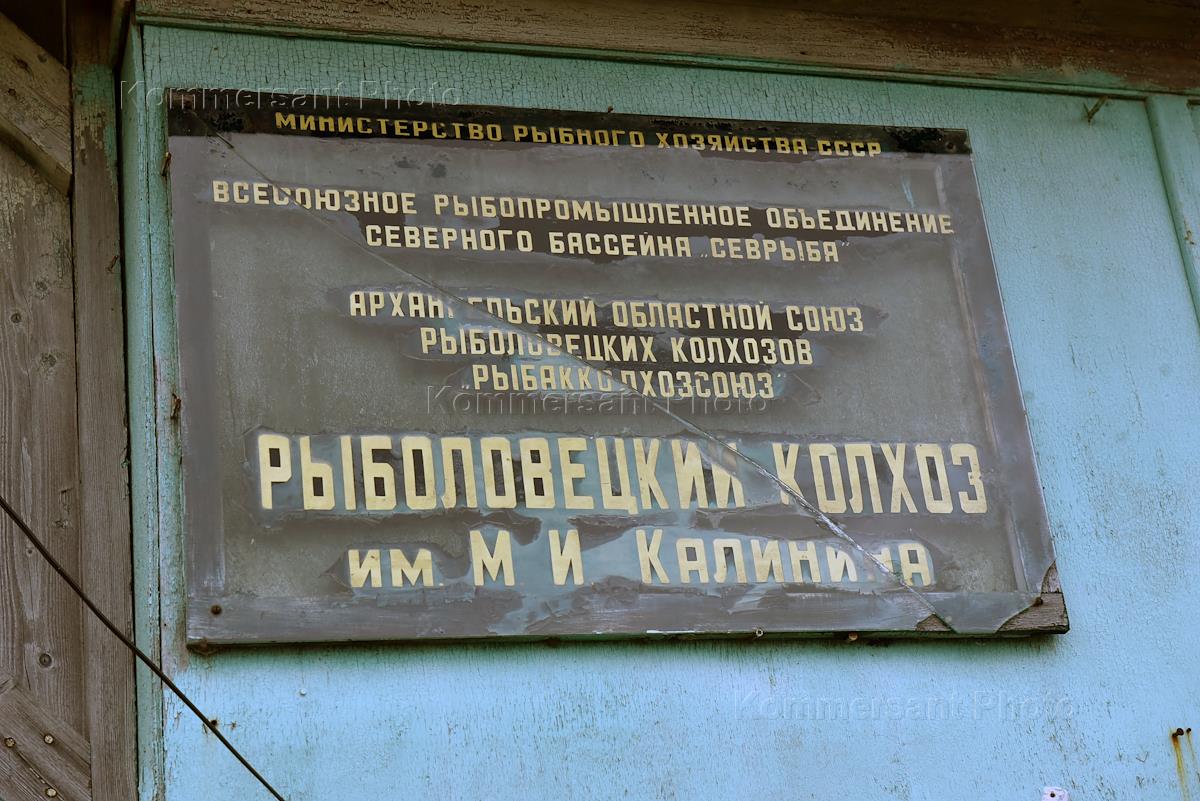 Kommersant Photo
МИНИСТЕРСТВО РЫБНОГО ХОЗЯЙСТВА СССР
ВСЕСОЮЗНОЕ РЫБОПРОМЫШЛЕННОЕ ОБЪЕДИНЕНИЕ
СЕВЕРНОГО БАССЕЙНА „СЕВРЫБА"
АРХАНГЕЛЬСКИЙ ОБЛАСТНОЙ СОЮЗ
РЫБОЛОВЕЦКИХ КОЛХОЗОВ
„РЫБАККОЛХОЗСОЮЗ"
Kommersant Photo
РЫБОЛОВЕЦКИЙ КОЛХОЗ
ИМ. М И КАЛИНИНА
Kommersant Photo